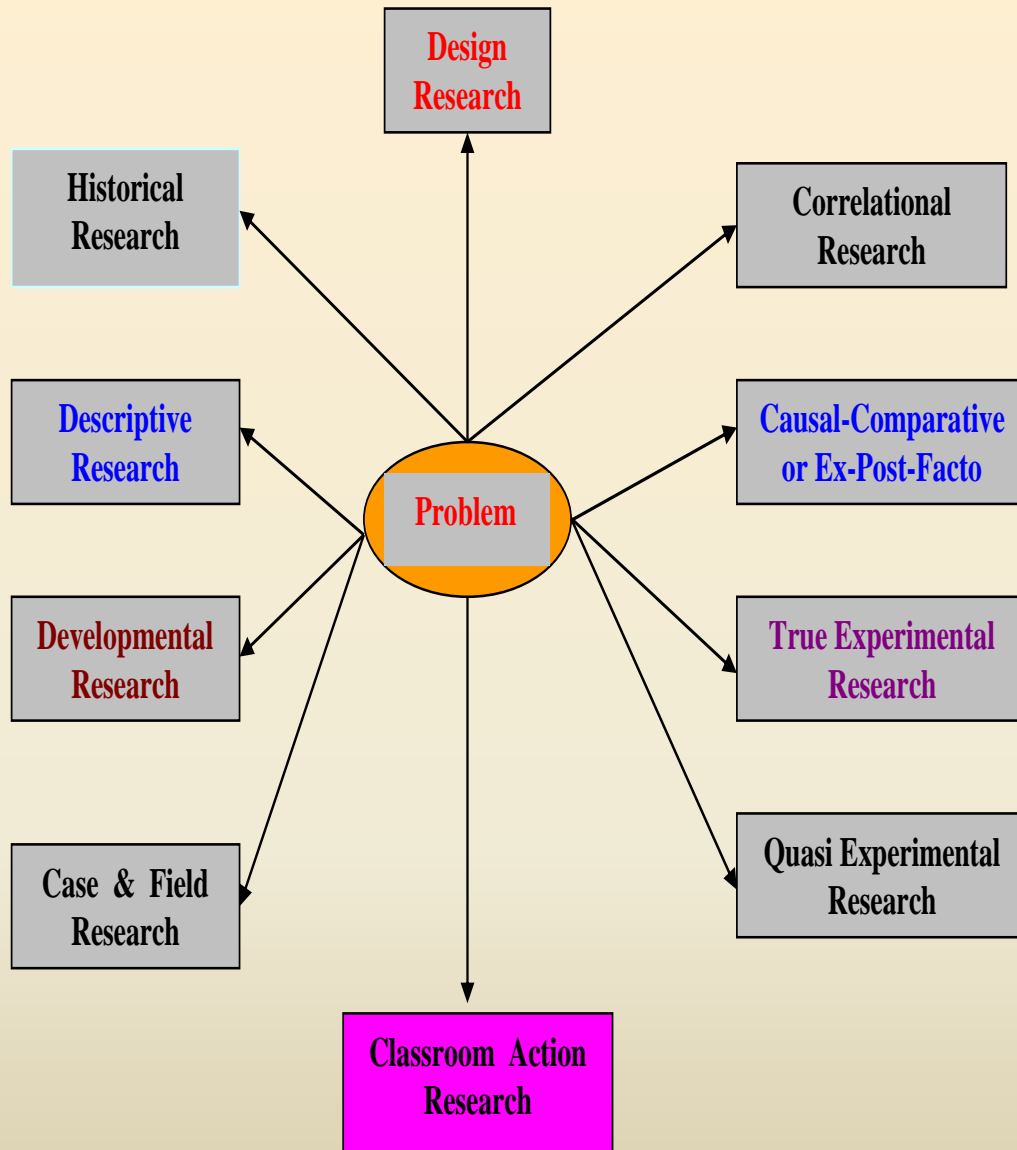 Design
Research
Historical
Research
Correlational
Research
Descriptive
Research
Causal-Comparative
or Ex-Post-Facto
Problem
Developmental
Research
True Experimental
Research
Case & Field
Research
Quasi Experimental
Research
Classroom Action
Research